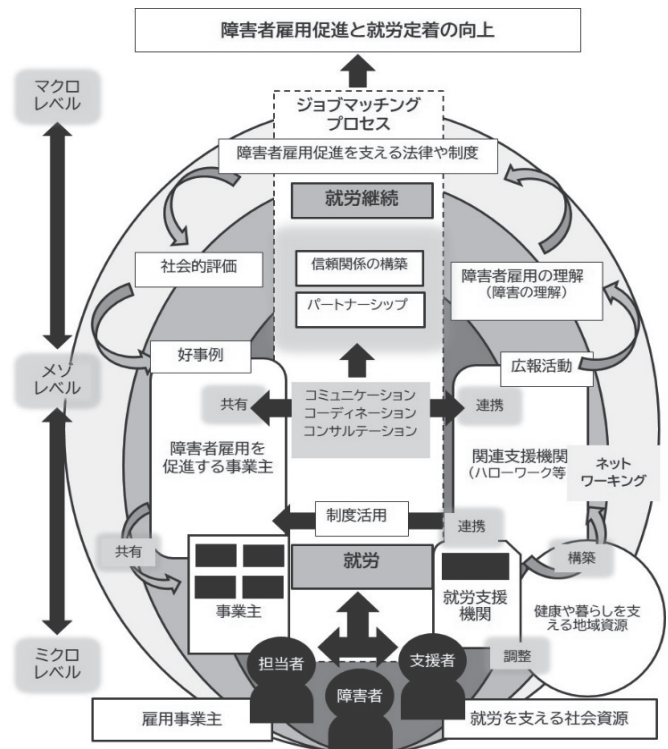 障害者雇用促進と就労定着の向上
マクロ
レベル
ジョブマッチング
プロセス
障害者雇用促進を支える法律や制度
就労継続
社会的評価
信頼関係の構築
パートナーシップ
障害者雇用の理解
(障害の理解)
好事例
メゾ
レベル
広報活動
共有
コミュニケーション
コーディネーション
コンサルテーション
連携
障害者雇用を
促進する事業主
関連支援機関
(ハローワーク等
ネット
ワーキング
制度活用
連携
共有
就労
構築
事業主
就労支援
機関
健康や暮らしを支
える地域資源
ミクロ
レベル
担当者
支援者
調整
障害者
雇用事業主
就労を支える社会資源